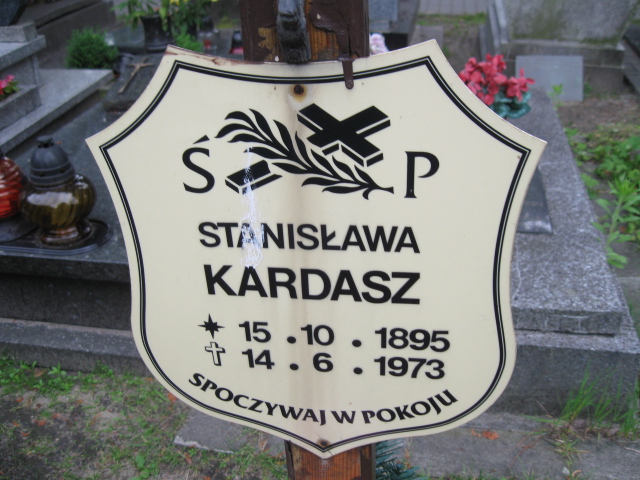 Ś P
STANISŁAWA
KARDASZ
15 . 10 . 1895
14 . 6 . 1973
SPOCZYWAJ W POKOJU